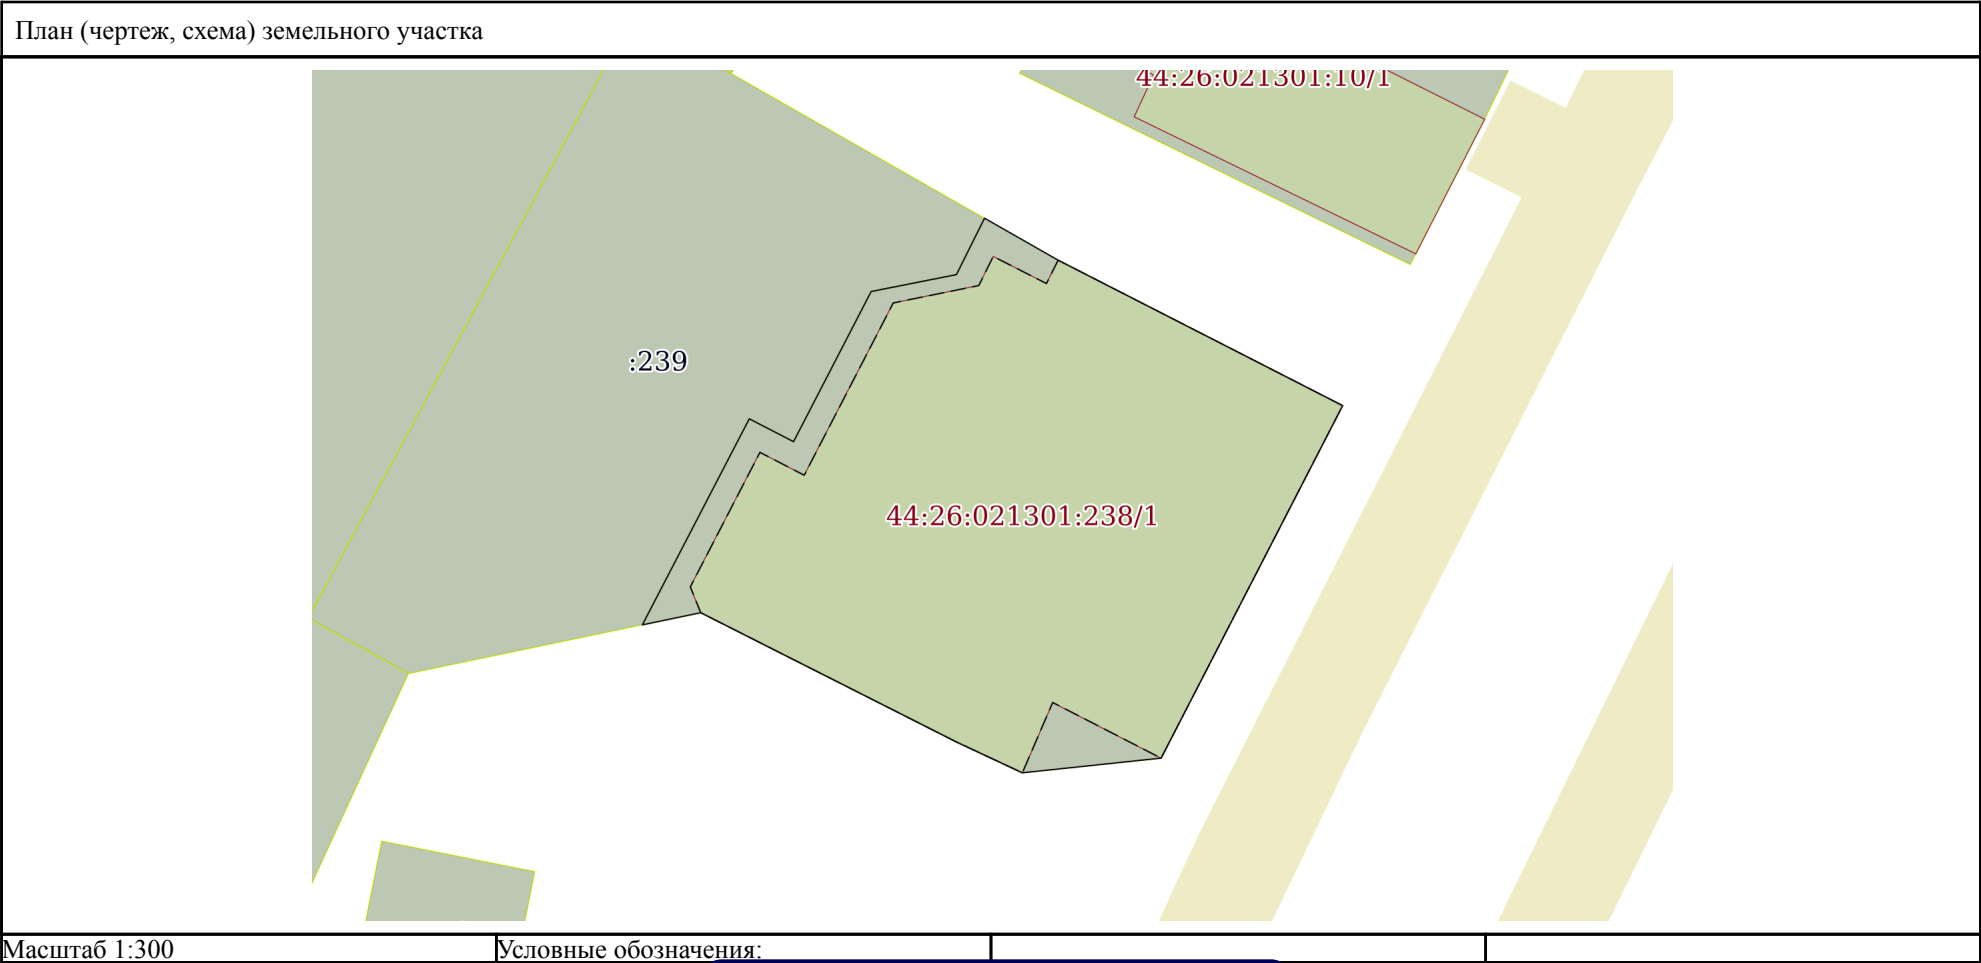 План (чертеж, схема) земельного участка
44:26:021301:10/1
:239
44:26:021301:238/1
Масштаб 1:300
Условные обозначения: